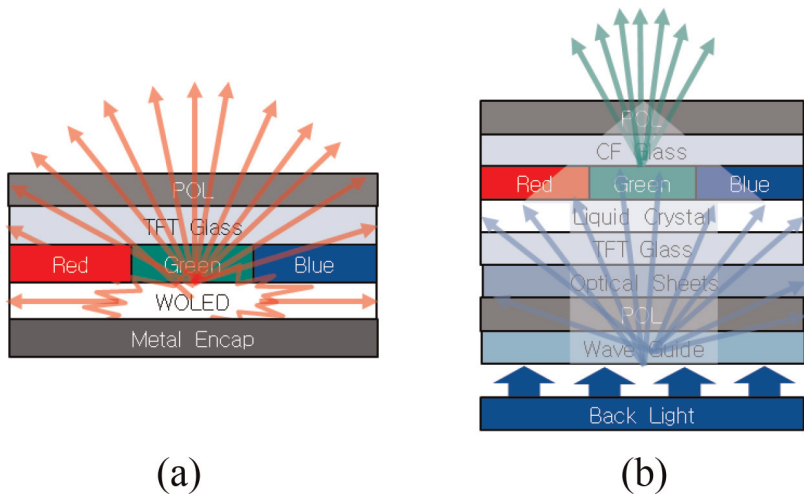 POL
TFT Glass
Red Green Blue
WOLED
Metal Encap
(a)
POL
CF Glass
Red Green Blue
Liquid Crystal
TFT Glass
Optical Sheets
POL
Wave Guide
Back Light
(b)